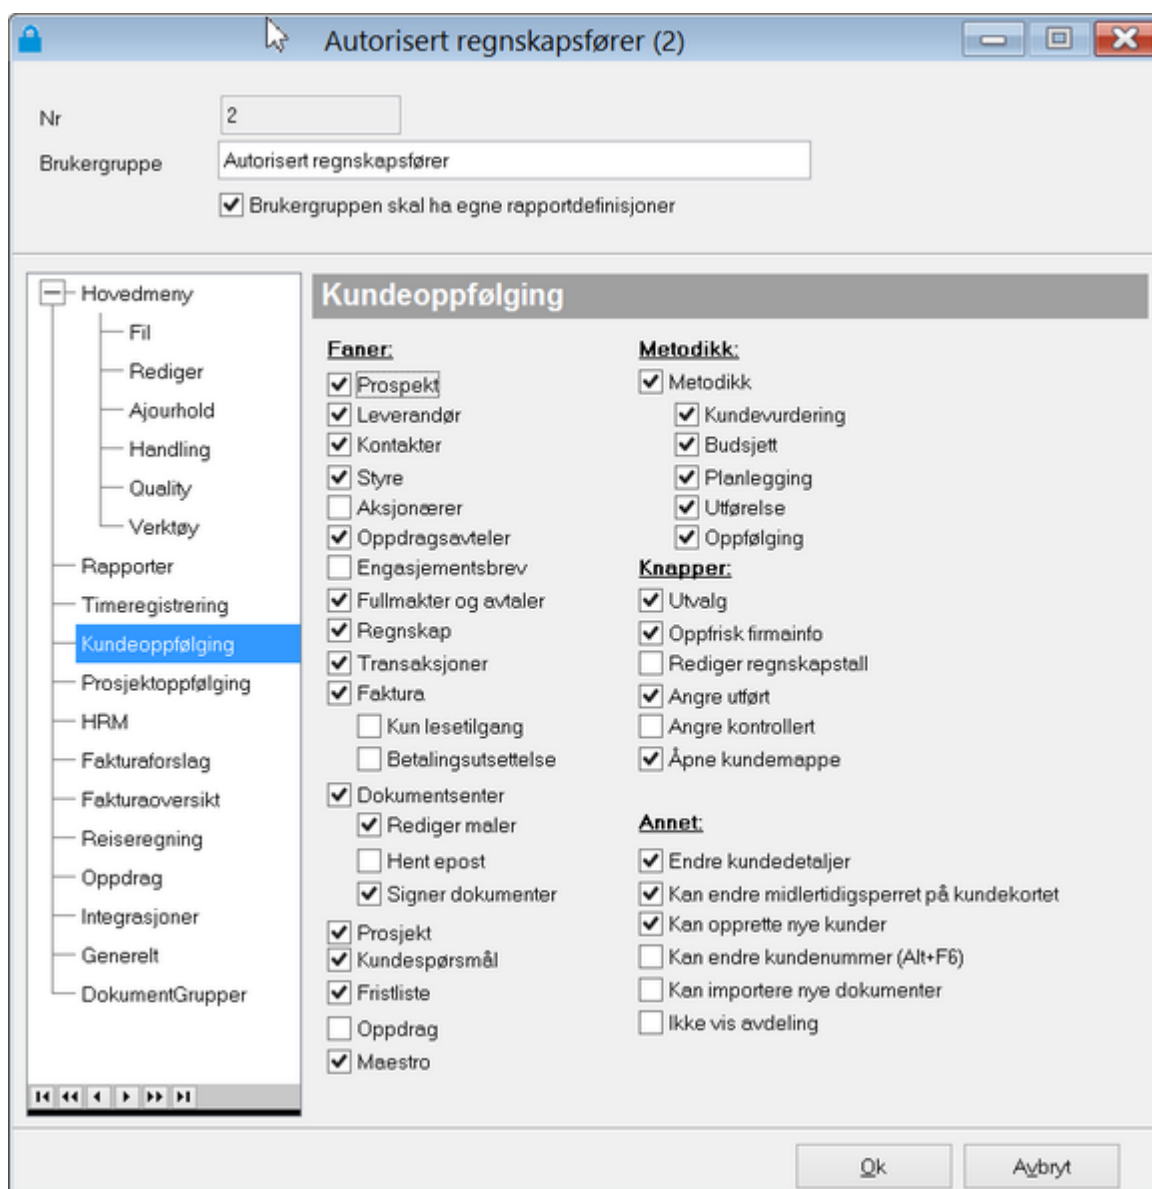 Autorisert regnskapsfører (2)
Nr
2
Brukergruppe
Autorisert regnskapsfører
Brukergruppen skal ha egne rapportdefinisjoner
Hovedmeny
Fil
Rediger
Ajourhold
Handling
Quality
Verktøy
Rapporter
Timeregistrering
Kundeoppfølging
Prosjektoppfølging
HRM
Fakturaforslag
Fakturaoversikt
Reiseregning
Oppdrag
Integrasjoner
Generelt
DokumentGrupper
Kundeoppfølging
Faner:
Prospekt
Leverandør
Kontakter
Styre
Aksjonærer
Oppdragsavteler
Engasjementsbrev
Fullmakter og avtaler
Regnskap
Transaksjoner
Faktura
Kun lesetilgang
Betalingsutsettelse
Dokumentsenter
Rediger maler
Hent epost
Signer dokumenter
Prosjekt
Kundespørsmål
Fristliste
Oppdrag
Maestro
Metodikk:
Metodikk
Kundevurdering
Budsjett
Planlegging
Utførelse
Oppfølging
Knapper:
Utvalg
Oppfrisk firmainfo
Rediger regnskapstall
Angre utført
Angre kontrollert
Åpne kundemappe
Annet:
Endre kundedetaljer
Kan endre midlertidigsperret på kundekortet
Kan opprette nye kunder
Kan endre kundenummer (Alt+F6)
Kan importere nye dokumenter
Ikke vis avdeling
Ok
Avbryt